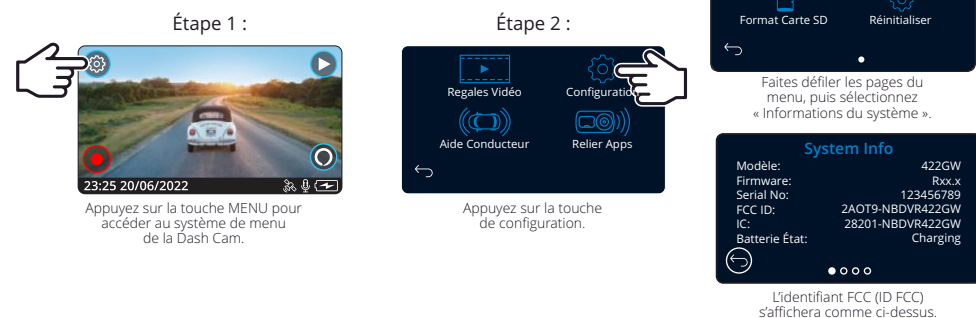 Étape 1 :
23:25 20/06/2022
Appuyez sur la touche MENU pour
accéder au système de menu
de la Dash Cam.
Étape 2 :
Regales Vidéo
Configuration
Aide Conducteur
Relier Apps
Appuyez sur la touche
de configuration.
Format Carte SD
Réinitialiser
Faites défiler les pages du
menu, puis sélectionnez
« Informations du système ».
System Info
Modèle: 422GW
Firmware: Rxx.x
Serial No: 123456789
FCC ID: 2AOT9-NBDVR422GW
IC: 28201-NBDVR422GW
Batterie État: Charging
L’identifiant FCC (ID FCC)
s’affichera comme ci-dessus.